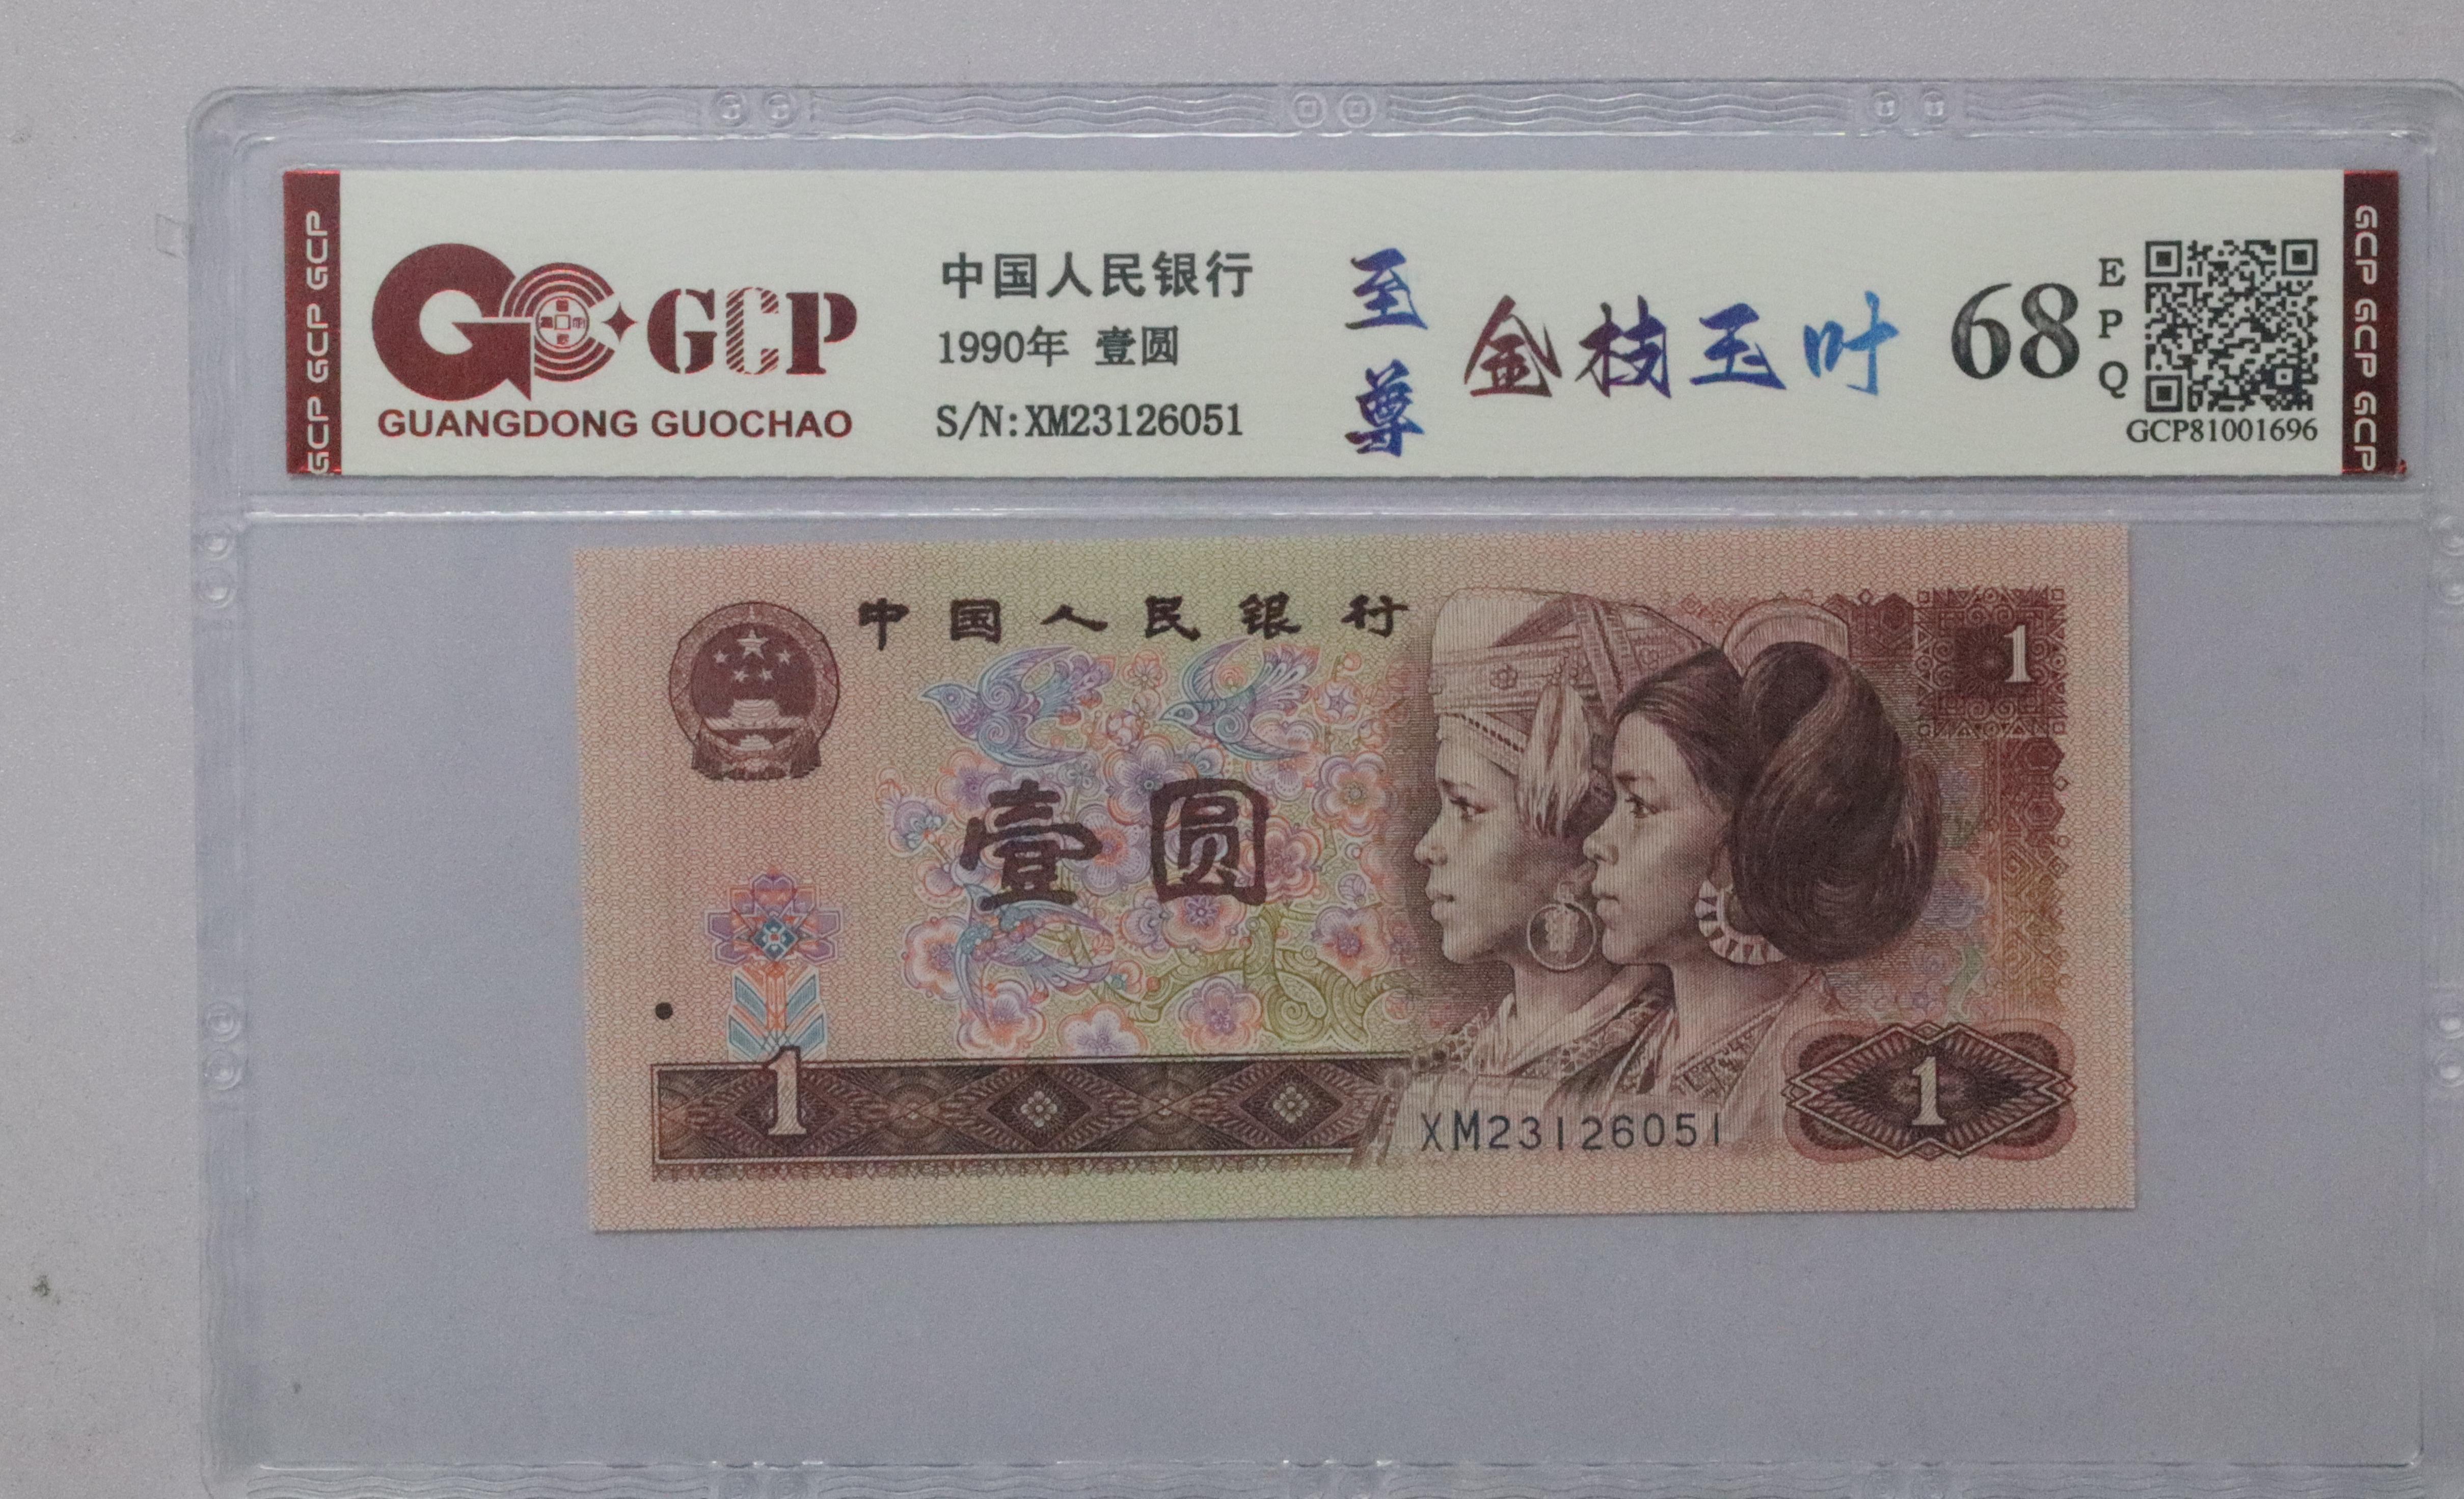 GCP GCP GCP
GCP
GUANGDONG GUOCHAO
中国人民银行
1990年 壹圆
S/N:XM23126051
至尊
金枝玉叶
68
EPQ
GCP81001696
GCP GCP GCP
中国人民银行
1
壹圆
1
XM23126051
1